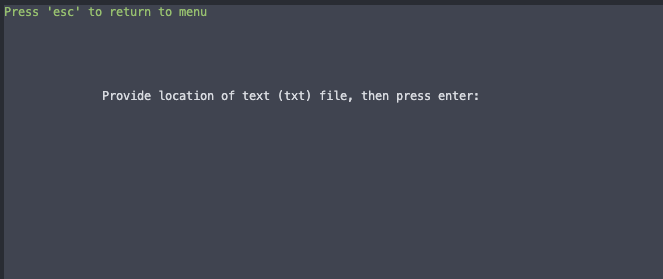 Press 'esc' to return to menu
Provide location of text (txt) file, then press enter: